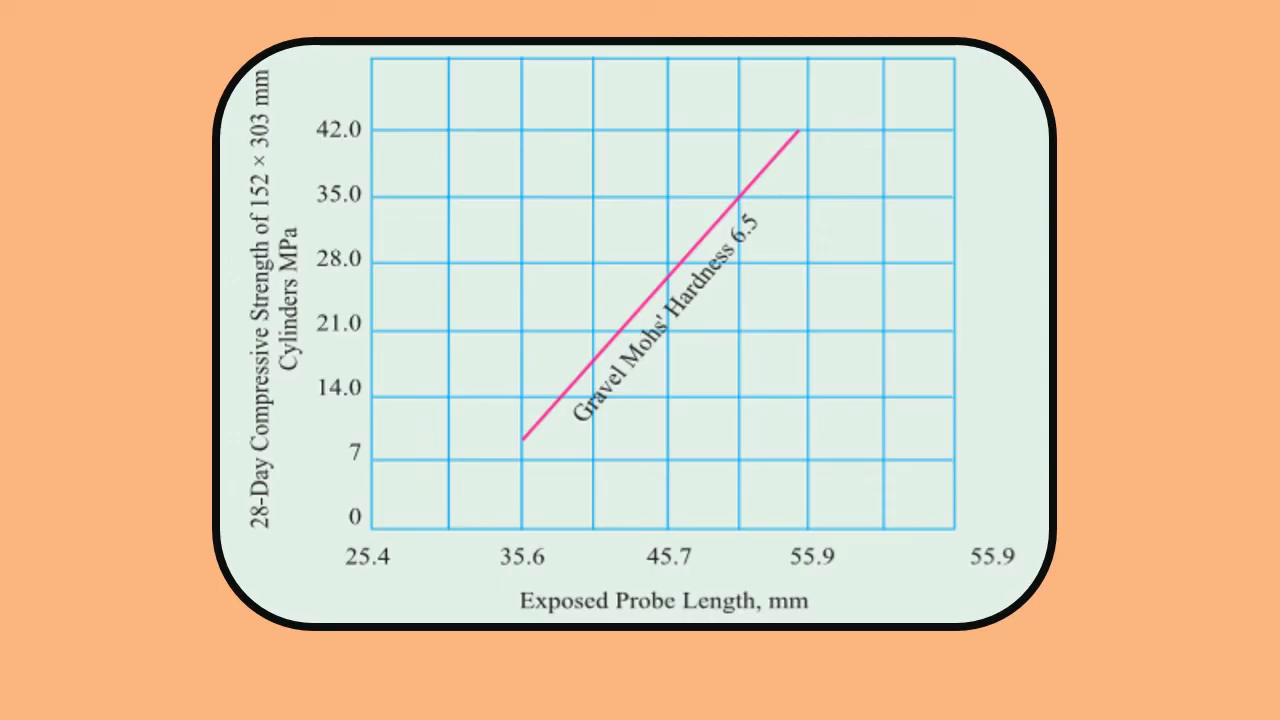 28-Day Compressive Strength of 152 × 303 mm
Cylinders MPa
42.0
35.0
28.0
21.0
14.0
7
0
Gravel Mohs' Hardness 6.5
25.4 35.6 45.7 55.9 55.9
Exposed Probe Length, mm